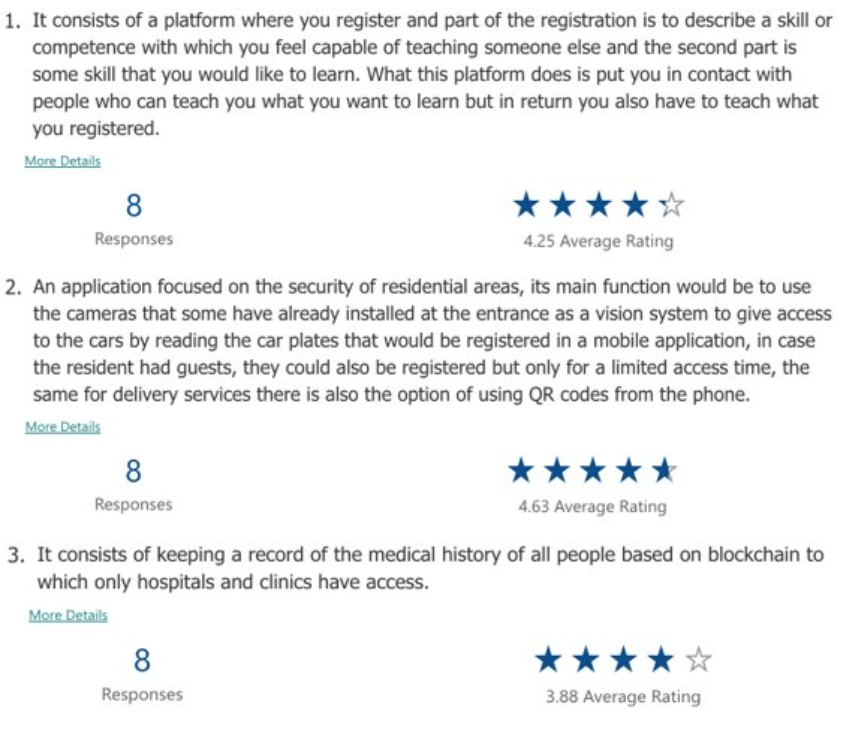 1. It consists of a platform where you register and part of the registration is to describe a skill or
competence with which you feel capable of teaching someone else and the second part is
some skill that you would like to learn. What this platform does is put you in contact with
people who can teach you what you want to learn but in return you also have to teach what
you registered.
More Details
8
Responses
4.25 Average Rating
2. An application focused on the security of residential areas, its main function would be to use
the cameras that some have already installed at the entrance as a vision system to give access
to the cars by reading the car plates that would be registered in a mobile application, in case
the resident had guests, they could also be registered but only for a limited access time, the
same for delivery services there is also the option of using QR codes from the phone.
More Details
8
Responses
4.63 Average Rating
3. It consists of keeping a record of the medical history of all people based on blockchain to
which only hospitals and clinics have access.
More Details
8
Responses
3.88 Average Rating